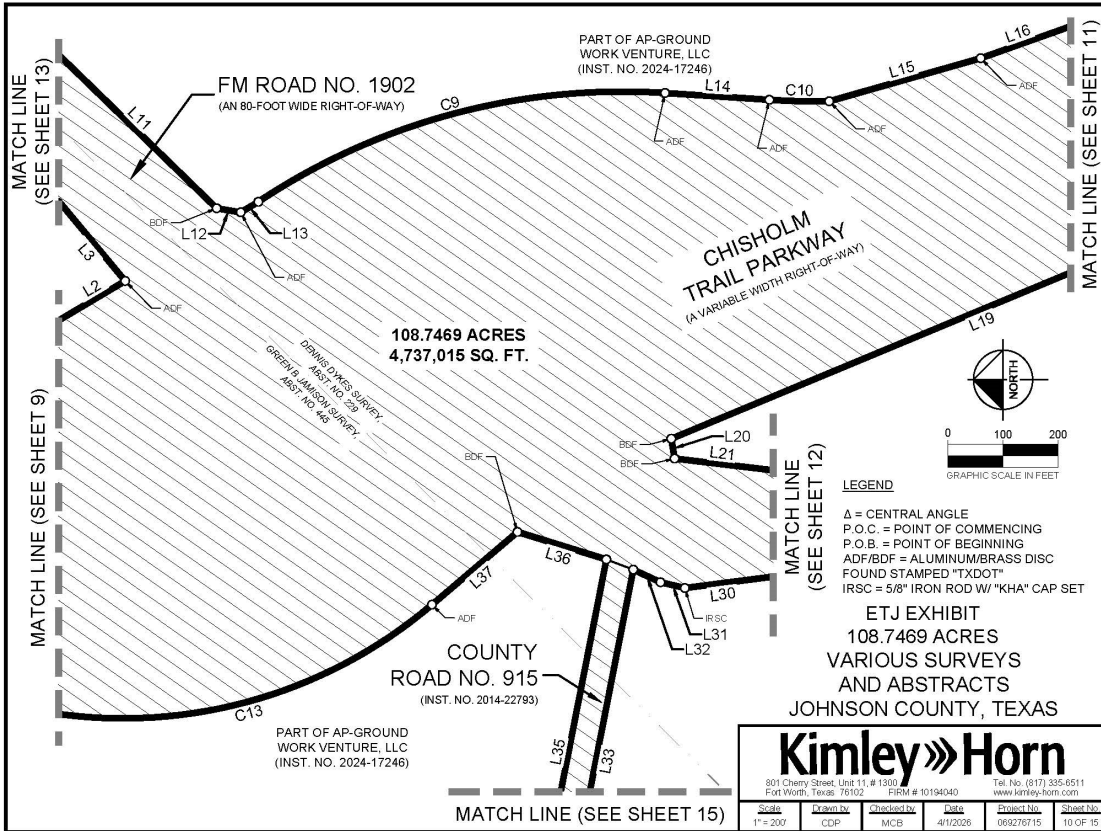 PART OF AP-GROUND
WORK VENTURE, LLC
(INST. NO. 2024-17246)
L16
L15
C10
L14
C9
ADF
ADF
ADF
ADF
MATCH LINE
(SEE SHEET 13)
FM ROAD NO. 1902
(AN 80-FOOT WIDE RIGHT-OF-WAY)
L11
BDF
L12
L13
ADF
L3
L2
ADF
MATCH LINE (SEE SHEET 11)
CHISHOLM
TRAIL PARKWAY
(A VARIABLE WIDTH RIGHT-OF-WAY)
L19
108.7469 ACRES
4,737,015 SQ. FT.
DENNIS DYKES SURVEY,
ABST. NO. 229
GREEN B. JAMISON SURVEY,
ABST. NO. 445
MATCH LINE (SEE SHEET 9)
BDF
L20
BDF
L21
BDF
L36
L37
ADF
C13
L30
IRSC
L31
L32
MATCH LINE
(SEE SHEET 12)
COUNTY
ROAD NO. 915
(INST. NO. 2014-22793)
L35
L33
PART OF AP-GROUND
WORK VENTURE, LLC
(INST. NO. 2024-17246)
MATCH LINE (SEE SHEET 15)
NORTH
0 100 200
GRAPHIC SCALE IN FEET
LEGEND
Δ = CENTRAL ANGLE
P.O.C. = POINT OF COMMENCING
P.O.B. = POINT OF BEGINNING
ADF/BDF = ALUMINUM/BRASS DISC
FOUND STAMPED "TXDOT"
IRSC = 5/8" IRON ROD W/ "KHA" CAP SET
ETJ EXHIBIT
108.7469 ACRES
VARIOUS SURVEYS
AND ABSTRACTS
JOHNSON COUNTY, TEXAS
Kimley»Horn
801 Cherry Street, Unit 11, # 1300 Tel. No. (817) 335-6511
Fort Worth, Texas 76102 FIRM # 10194040 www.kimley-horn.com
Scale Drawn by Checked by Date Project No. Sheet No.
1" = 200' CDP MCB 4/1/2026 069276715 10 OF 15